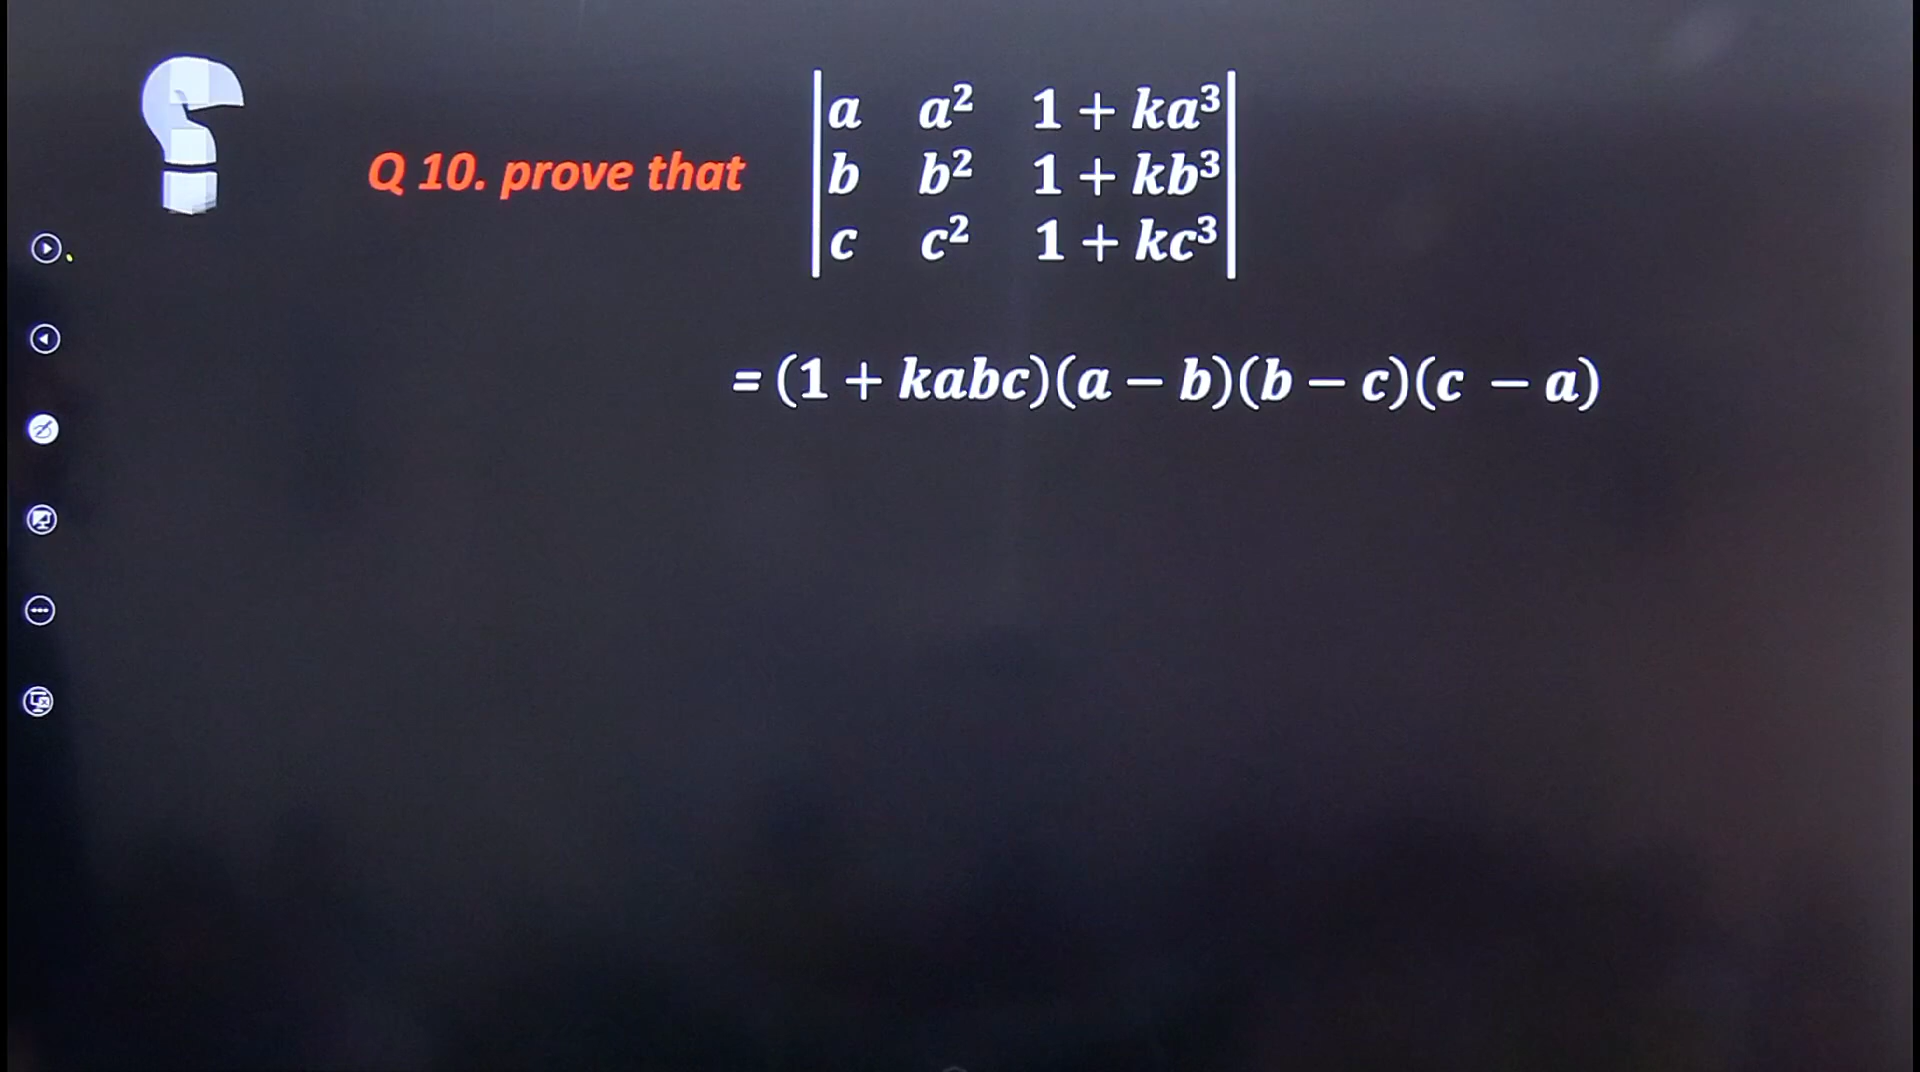 Q 10. prove that
a a² 1 + ka³
b b² 1 + kb³
c c² 1 + kc³
= (1 + kabc)(a − b)(b − c)(c − a)